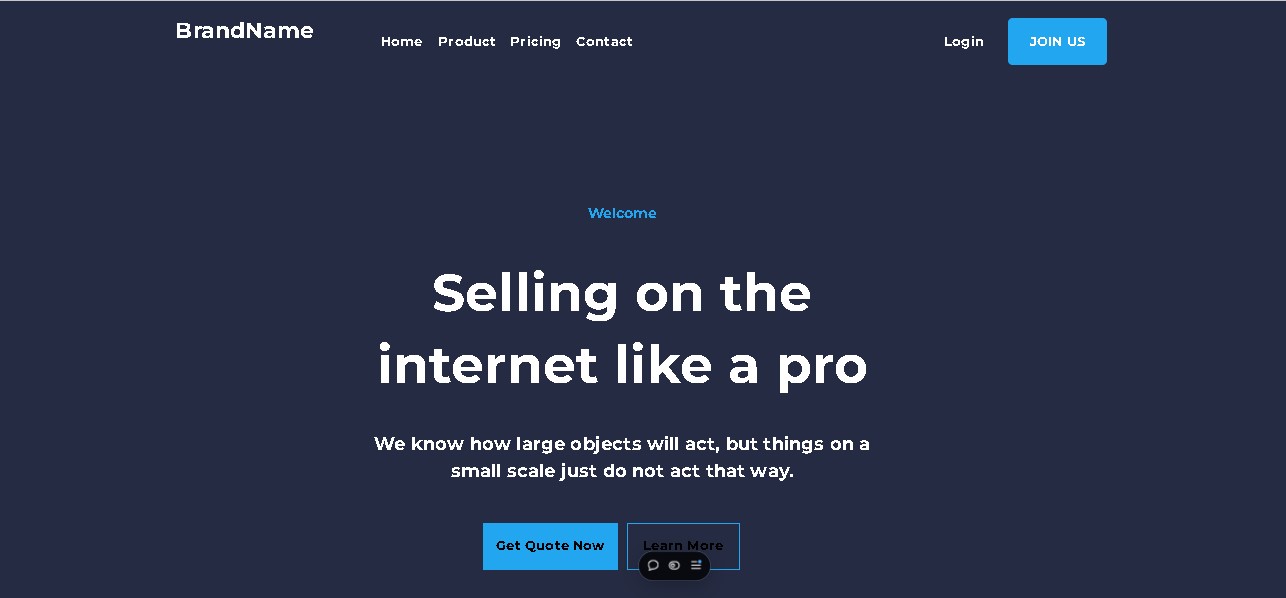 BrandName
Home Product Pricing Contact
Login
JOIN US
Welcome
Selling on the
internet like a pro
We know how large objects will act, but things on a
small scale just do not act that way.
Get Quote Now
Learn More